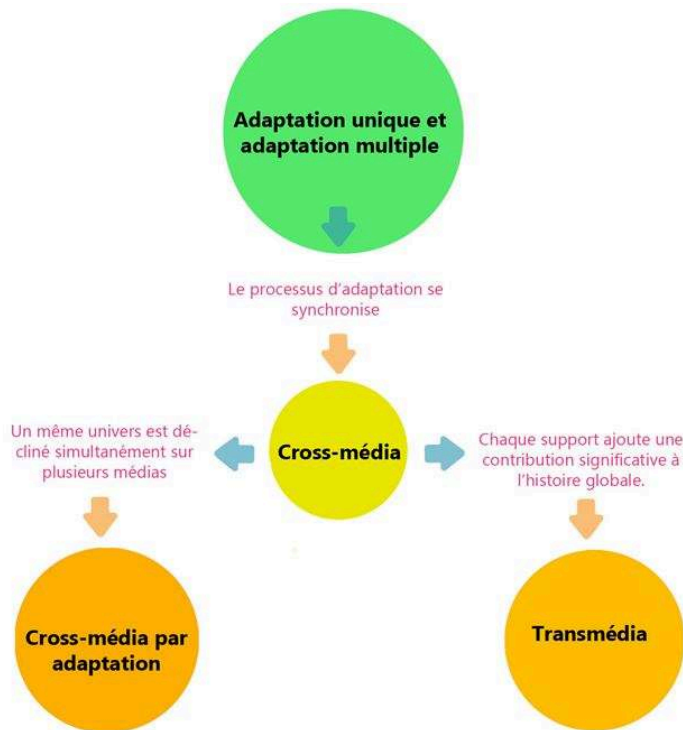 Adaptation unique et
adaptation multiple
Le processus d'adaptation se
synchronise
Cross-média
Un même univers est dé-
cliné simultanément sur
plusieurs médias
Chaque support ajoute une
contribution significative à
l'histoire globale.
Cross-média par
adaptation
Transmédia